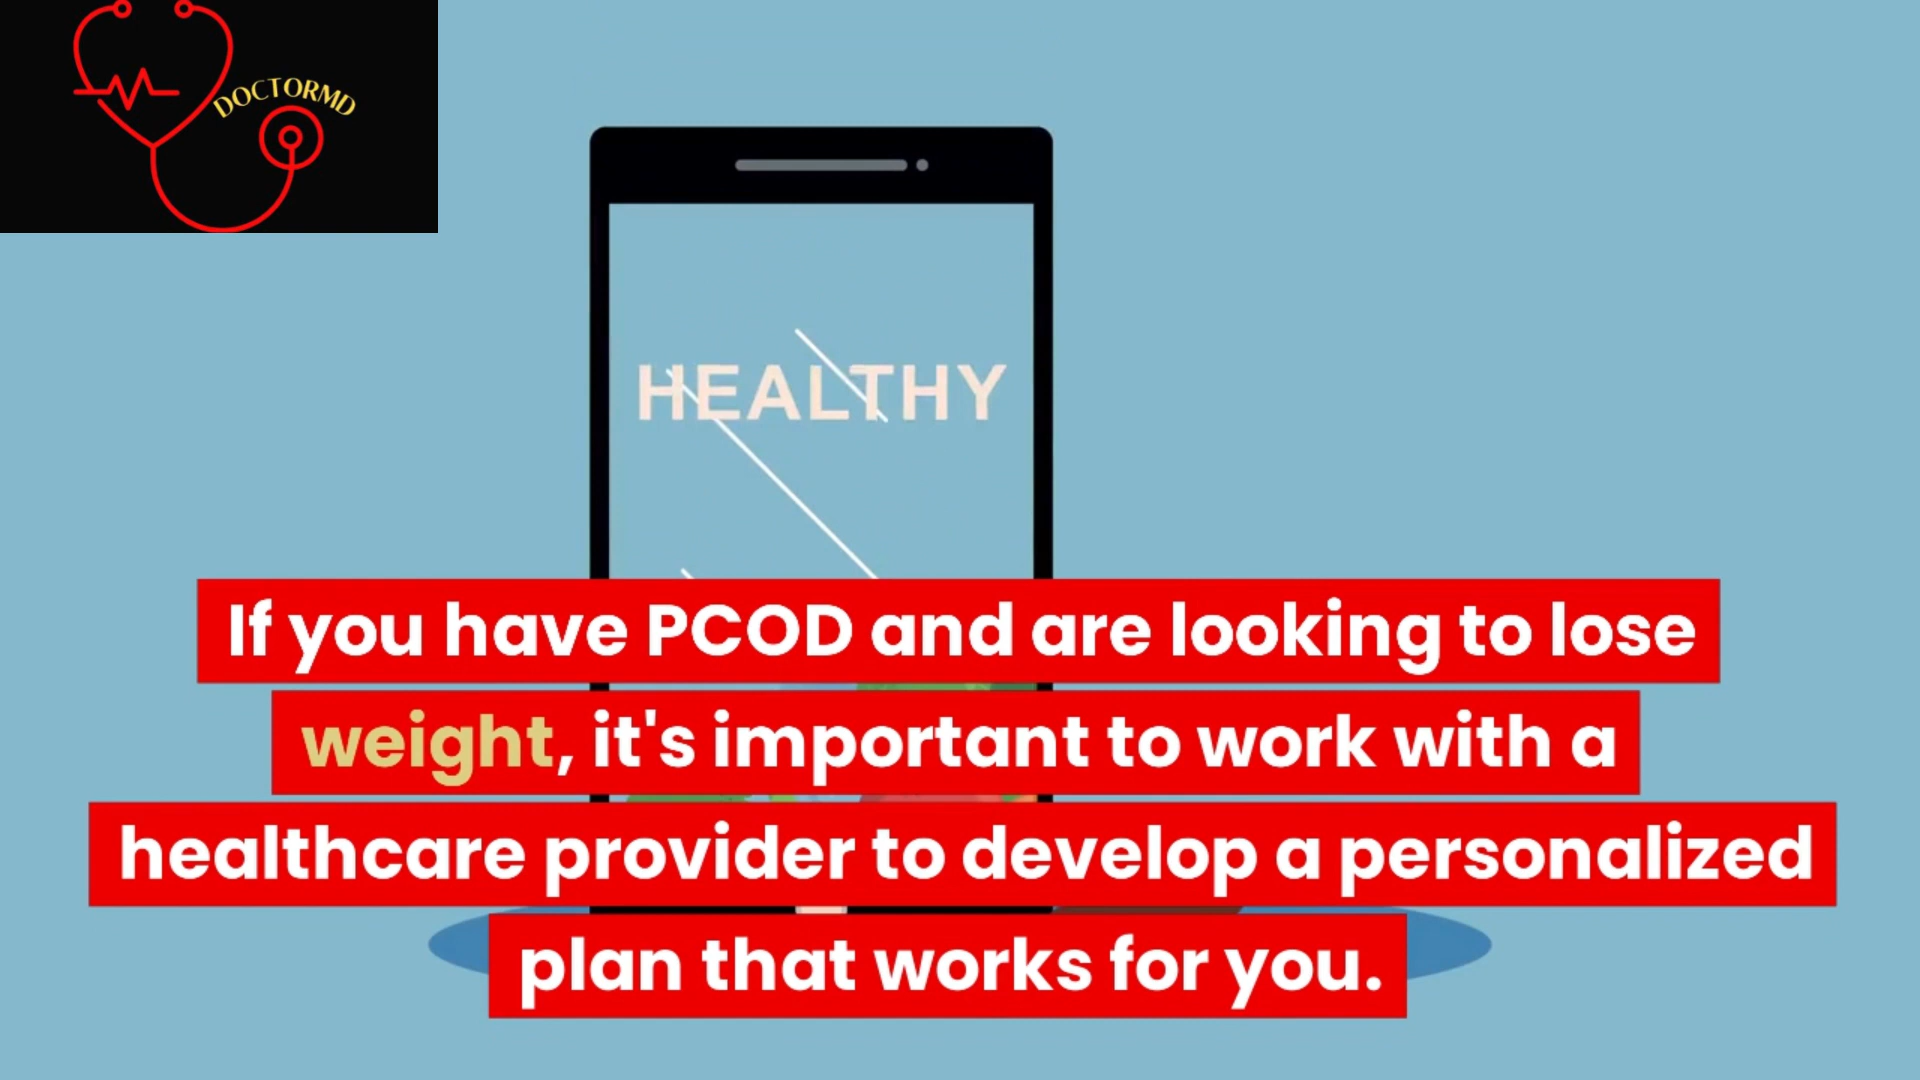 DOCTORMD
HEALTHY
If you have PCOD and are looking to lose
weight, it's important to work with a
healthcare provider to develop a personalized
plan that works for you.